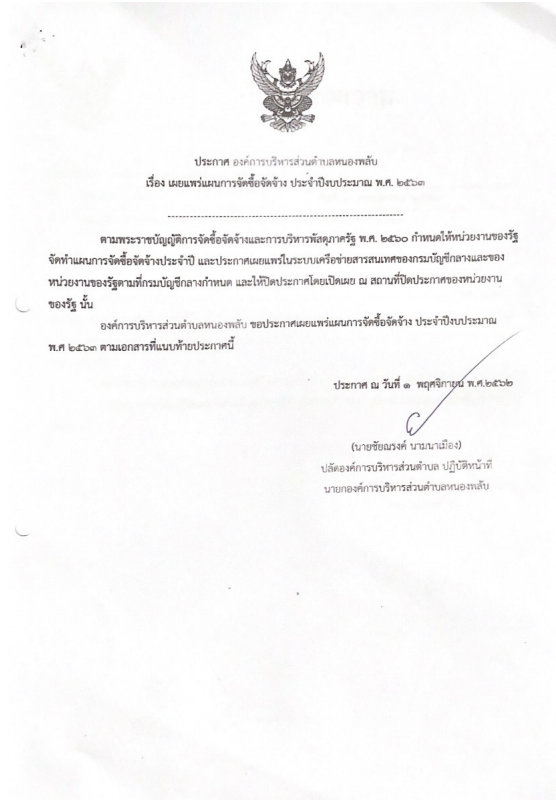 ประกาศ องค์การบริหารส่วนตำบลหนองพลับ
เรื่อง เผยแพร่แผนการจัดซื้อจัดจ้าง ประจำปีงบประมาณ พ.ศ. ๒๕๖๓
ตามพระราชบัญญัติการจัดซื้อจัดจ้างและการบริหารพัสดุภาครัฐ พ.ศ. ๒๕๖๐ กำหนดให้หน่วยงานของรัฐ
จัดทำแผนการจัดซื้อจัดจ้างประจำปี และประกาศเผยแพร่ในระบบเครือข่ายสารสนเทศของกรมบัญชีกลางและของ
หน่วยงานของรัฐตามที่กรมบัญชีกลางกำหนด และให้ปิดประกาศโดยเปิดเผย ณ สถานที่ปิดประกาศของหน่วยงาน
ของรัฐ นั้น
องค์การบริหารส่วนตำบลหนองพลับ ขอประกาศเผยแพร่แผนการจัดซื้อจัดจ้าง ประจำปีงบประมาณ
พ.ศ ๒๕๖๓ ตามเอกสารที่แนบท้ายประกาศนี้
ประกาศ ณ วันที่ ๑ พฤศจิกายน พ.ศ.๒๕๖๒
(นายชัยณรงค์ นามนาเมือง)
ปลัดองค์การบริหารส่วนตำบล ปฏิบัติหน้าที่
นายกองค์การบริหารส่วนตำบลหนองพลับ